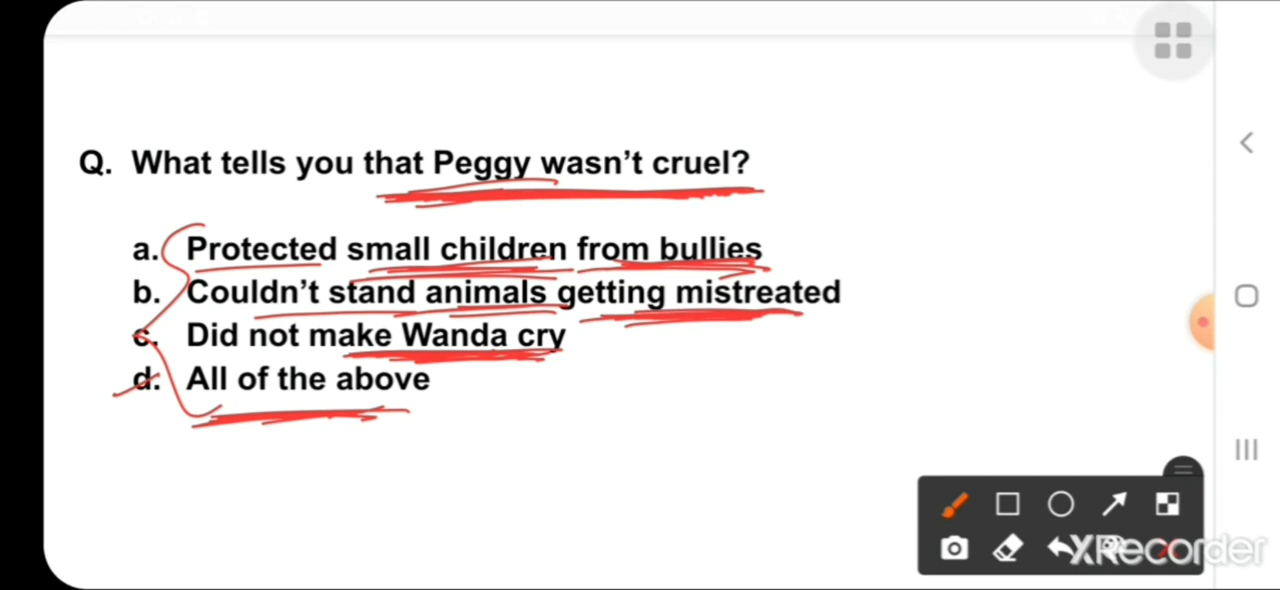 Q. What tells you that Peggy wasn't cruel?
a. Protected small children from bullies
b. Couldn't stand animals getting mistreated
c. Did not make Wanda cry
d. All of the above
XRecorder